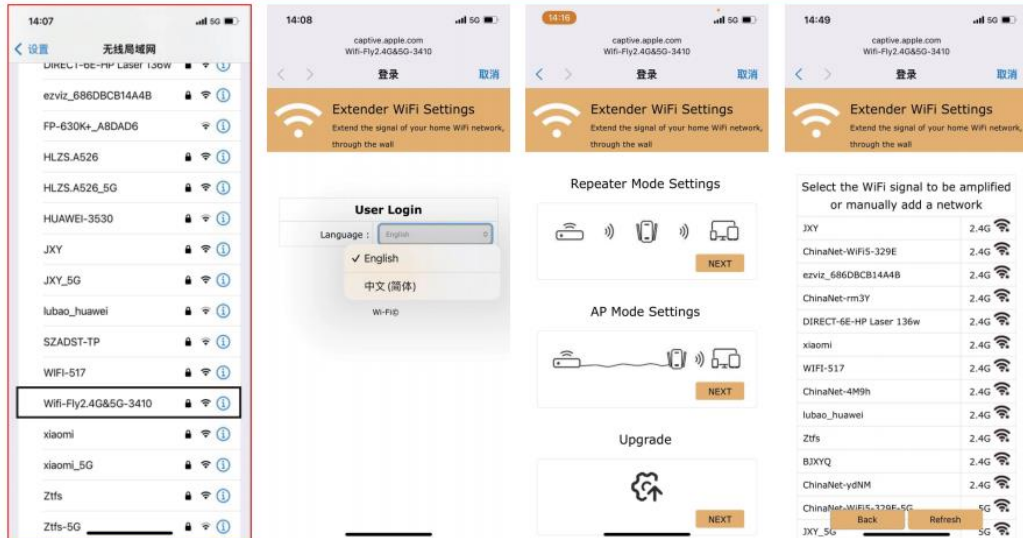 14:07
5G
设置
无线局域网
DIRECT-6E-HP Laser 136w
ezviz_686DBCB14A4B
FP-630K+_A8DAD6
HLZS.A526
HLZS.A526_5G
HUAWEI-3530
JXY
JXY_5G
lubao_huawei
SZADST-TP
WIFI-517
Wifi-Fly2.4G&5G-3410
xiaomi
xiaomi_5G
Ztfs
Ztfs-5G
14:08
5G
captive.apple.com
Wifi-Fly2.4G&5G-3410
登录
取消
Extender WiFi Settings
Extend the signal of your home WiFi network,
through the wall
User Login
Language : English
✓ English
中文 (简体)
14:16
5G
captive.apple.com
Wifi-Fly2.4G&5G-3410
登录
取消
Extender WiFi Settings
Extend the signal of your home WiFi network,
through the wall
Repeater Mode Settings
NEXT
AP Mode Settings
NEXT
Upgrade
NEXT
14:49
5G
captive.apple.com
Wifi-Fly2.4G&5G-3410
登录
取消
Extender WiFi Settings
Extend the signal of your home WiFi network,
through the wall
Select the WiFi signal to be amplified
or manually add a network
JXY 2.4G
ChinaNet-WiFi5-329E 2.4G
ezviz_686DBCB14A4B 2.4G
ChinaNet-rm3Y 2.4G
DIRECT-6E-HP Laser 136w 2.4G
xiaomi 2.4G
WIFI-517 2.4G
ChinaNet-4M9h 2.4G
lubao_huawei 2.4G
Ztfs 2.4G
BJXYQ 2.4G
ChinaNet-ydNM 2.4G
ChinaNet-WiFi5-329E-5G 5G
Back Refresh
JXY_5G 5G